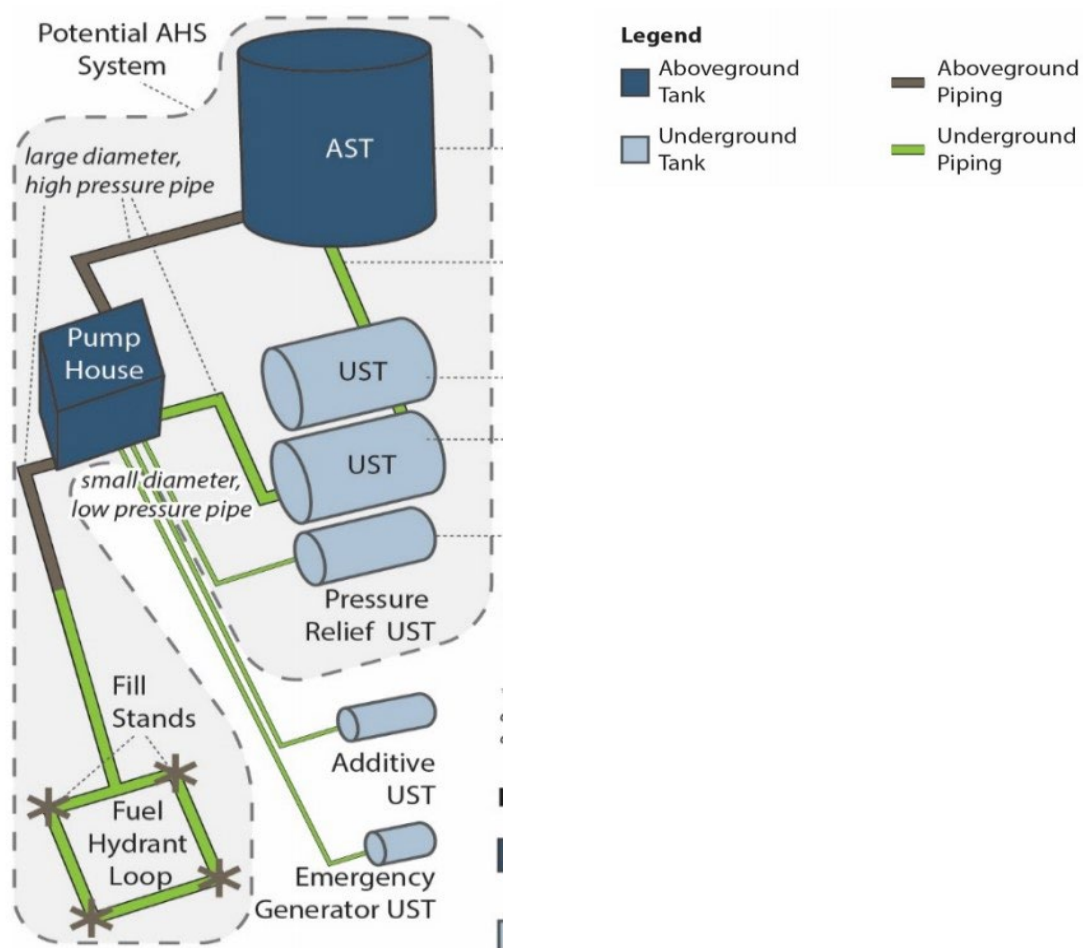 Potential AHS
System
large diameter,
high pressure pipe
AST
Pump
House
UST
UST
small diameter,
low pressure pipe
Pressure
Relief UST
Fill
Stands
Additive
UST
Fuel
Hydrant
Loop
Emergency
Generator UST
Legend
Aboveground
Tank
Underground
Tank
Aboveground
Piping
Underground
Piping